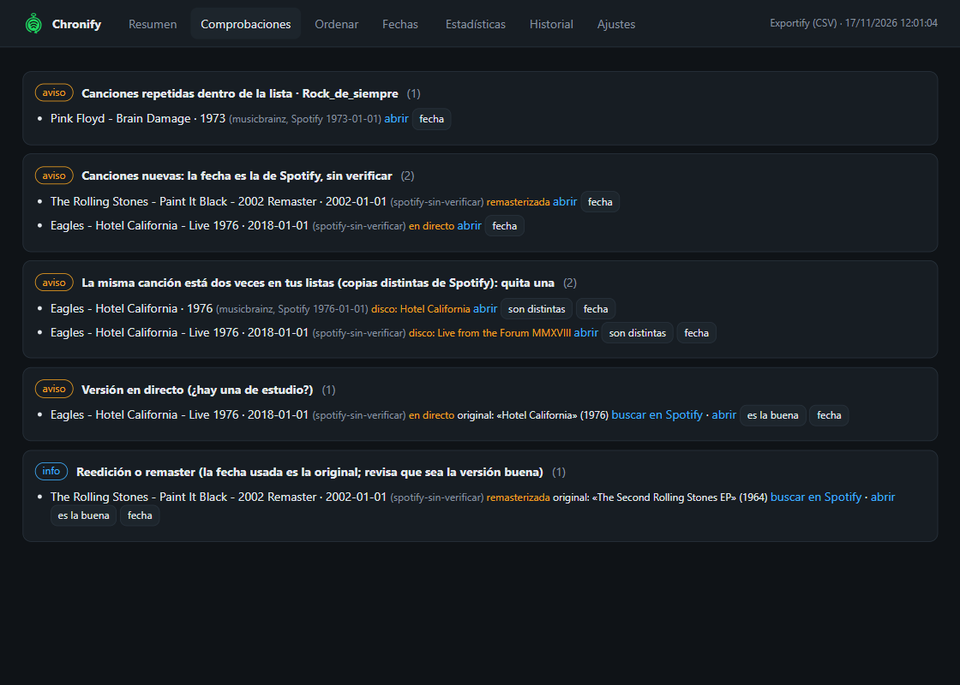 Chronify Resumen Comprobaciones Ordenar Fechas Estadísticas Historial Ajustes Exportify (CSV) · 17/11/2026 12:01:04
aviso Canciones repetidas dentro de la lista · Rock_de_siempre (1)
• Pink Floyd - Brain Damage · 1973 (musicbrainz, Spotify 1973-01-01) abrir fecha
aviso Canciones nuevas: la fecha es la de Spotify, sin verificar (2)
• The Rolling Stones - Paint It Black - 2002 Remaster · 2002-01-01 (spotify-sin-verificar) remasterizada abrir fecha
• Eagles - Hotel California - Live 1976 · 2018-01-01 (spotify-sin-verificar) en directo abrir fecha
aviso La misma canción está dos veces en tus listas (copias distintas de Spotify): quita una (2)
• Eagles - Hotel California · 1976 (musicbrainz, Spotify 1976-01-01) disco: Hotel California abrir son distintas fecha
• Eagles - Hotel California - Live 1976 · 2018-01-01 (spotify-sin-verificar) disco: Live from the Forum MMXVIII abrir son distintas fecha
aviso Versión en directo (¿hay una de estudio?) (1)
• Eagles - Hotel California - Live 1976 · 2018-01-01 (spotify-sin-verificar) en directo original: «Hotel California» (1976) buscar en Spotify · abrir es la buena fecha
info Reedición o remaster (la fecha usada es la original; revisa que sea la versión buena) (1)
• The Rolling Stones - Paint It Black - 2002 Remaster · 2002-01-01 (spotify-sin-verificar) remasterizada original: «The Second Rolling Stones EP» (1964) buscar en Spotify · abrir
es la buena fecha